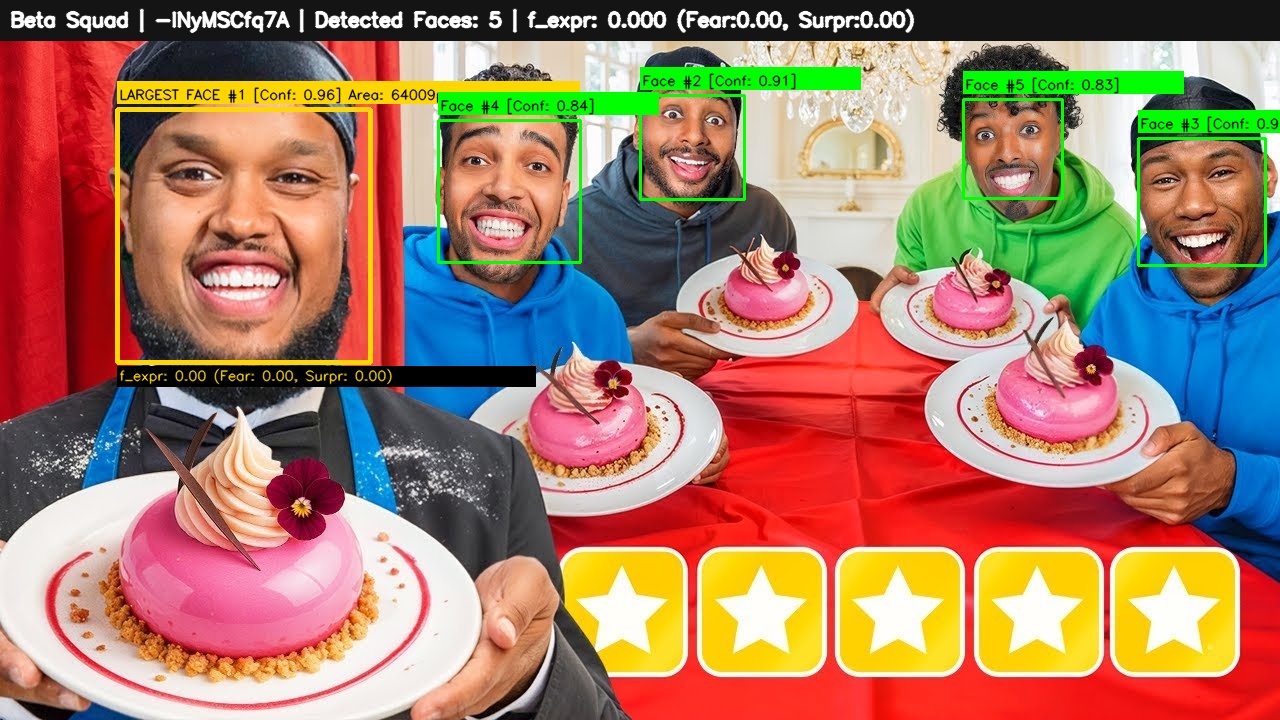 Beta Squad | -lNyMSCfq7A | Detected Faces: 5 | f_expr: 0.000 (Fear:0.00, Surpr:0.00)
LARGEST FACE #1 [Conf: 0.96] Area: 64009
Face #4 [Conf: 0.84]
Face #2 [Conf: 0.91]
Face #5 [Conf: 0.83]
Face #3 [Conf: 0.9
f_expr: 0.00 (Fear: 0.00, Surpr: 0.00)